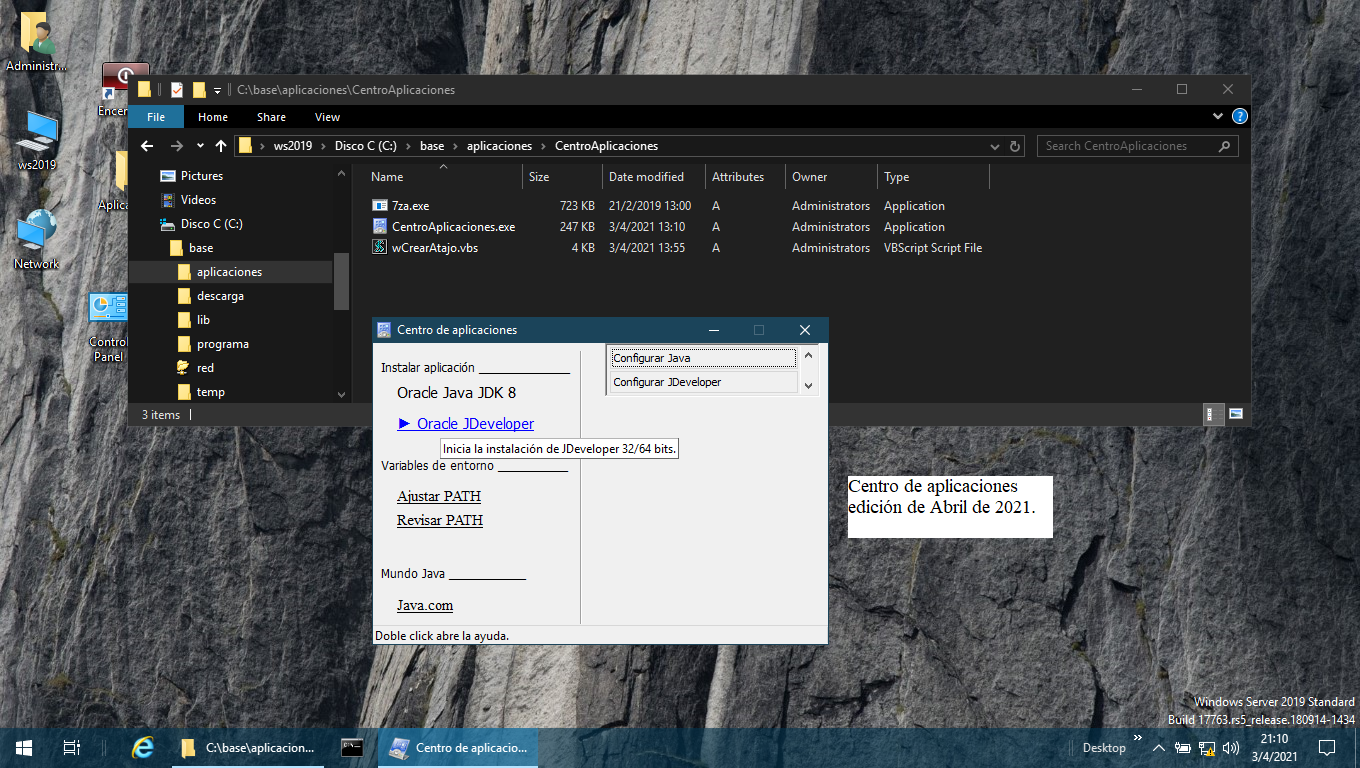 Administr...
Encen
ws2019
Aplica
Network
Control
Panel
C:\base\aplicaciones\CentroAplicaciones
File Home Share View
ws2019 › Disco C (C:) › base › aplicaciones › CentroAplicaciones
Search CentroAplicaciones
Pictures
Videos
Disco C (C:)
base
aplicaciones
descarga
lib
programa
red
temp
Name Size Date modified Attributes Owner Type
7za.exe 723 KB 21/2/2019 13:00 A Administrators Application
CentroAplicaciones.exe 247 KB 3/4/2021 13:10 A Administrators Application
wCrearAtajo.vbs 4 KB 3/4/2021 13:55 A Administrators VBScript Script File
3 items
Centro de aplicaciones
Instalar aplicación
Oracle Java JDK 8
► Oracle JDeveloper
Inicia la instalación de JDeveloper 32/64 bits.
Variables de entorno
Ajustar PATH
Revisar PATH
Mundo Java
Java.com
Doble click abre la ayuda.
Configurar Java
Configurar JDeveloper
Centro de aplicaciones
edición de Abril de 2021.
Windows Server 2019 Standard
Build 17763.rs5_release.180914-1434
C:\base\aplicacion...
Centro de aplicacio...
Desktop
21:10
3/4/2021